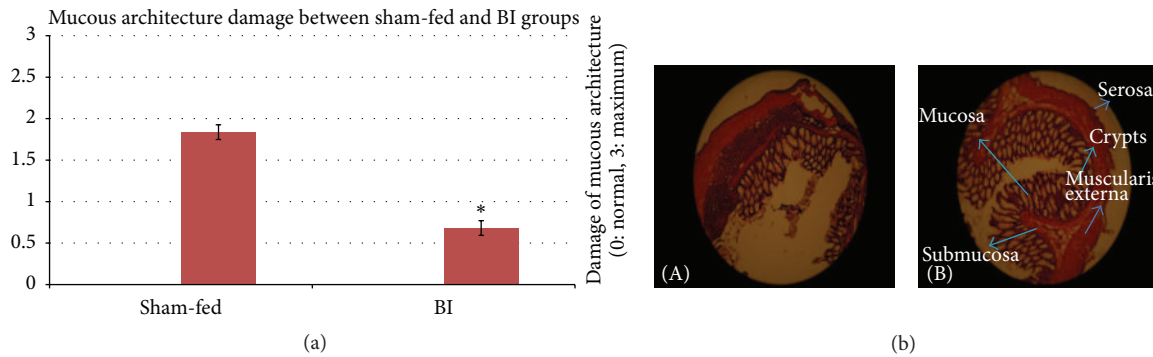 Mucous architecture damage between sham-fed and BI groups
3
2.5
2
1.5
1
0.5
0
*
Sham-fed
BI
Damage of mucous architecture
(0: normal, 3: maximum)
(a)
(A)
Mucosa
Serosa
Crypts
Muscularis
externa
Submucosa
(B)
(b)